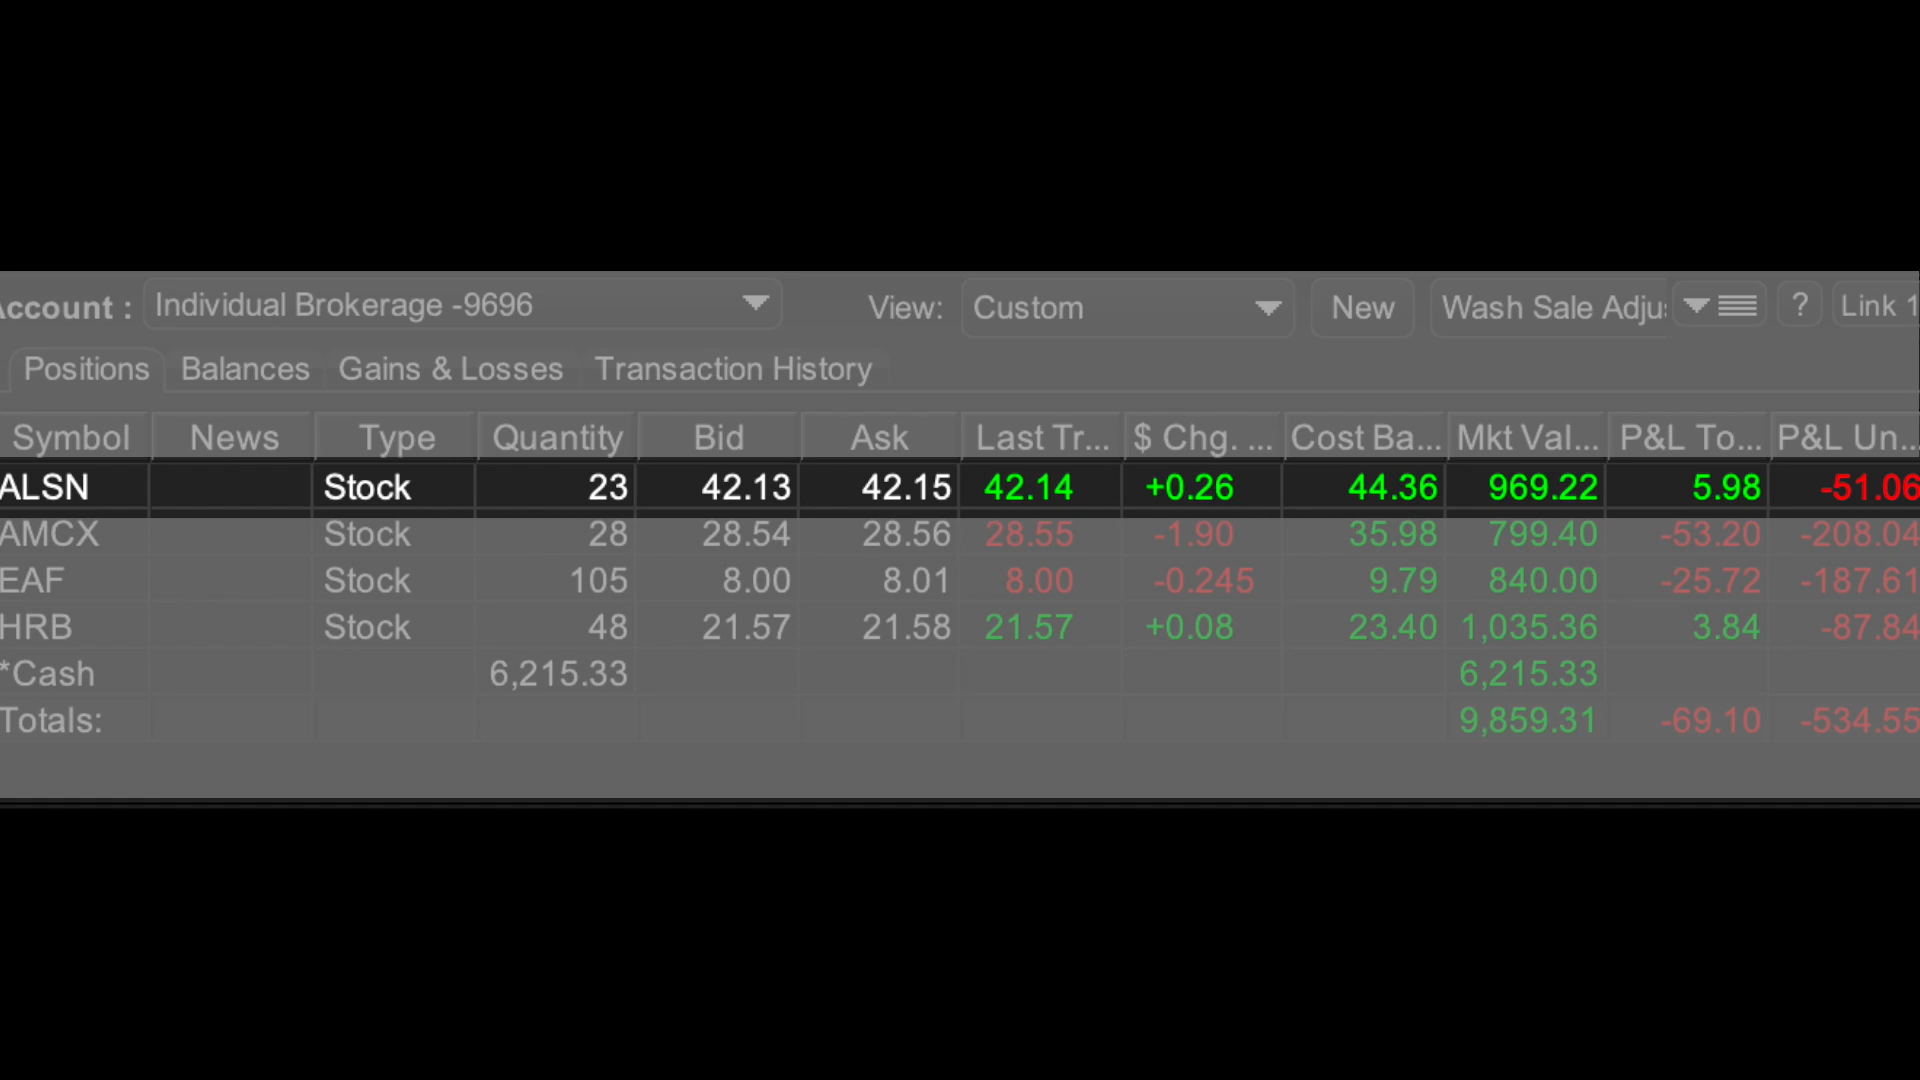 Account : Individual Brokerage -9696 View: Custom New Wash Sale Adju ? Link 1
Positions Balances Gains & Losses Transaction History
Symbol News Type Quantity Bid Ask Last Tr... $ Chg. ... Cost Ba... Mkt Val... P&L To... P&L Un...
ALSN Stock 23 42.13 42.15 42.14 +0.26 44.36 969.22 5.98 -51.06
AMCX Stock 28 28.54 28.56 28.55 -1.90 35.98 799.40 -53.20 -208.04
EAF Stock 105 8.00 8.01 8.00 -0.245 9.79 840.00 -25.72 -187.61
HRB Stock 48 21.57 21.58 21.57 +0.08 23.40 1,035.36 3.84 -87.84
*Cash 6,215.33 6,215.33
Totals: 9,859.31 -69.10 -534.55